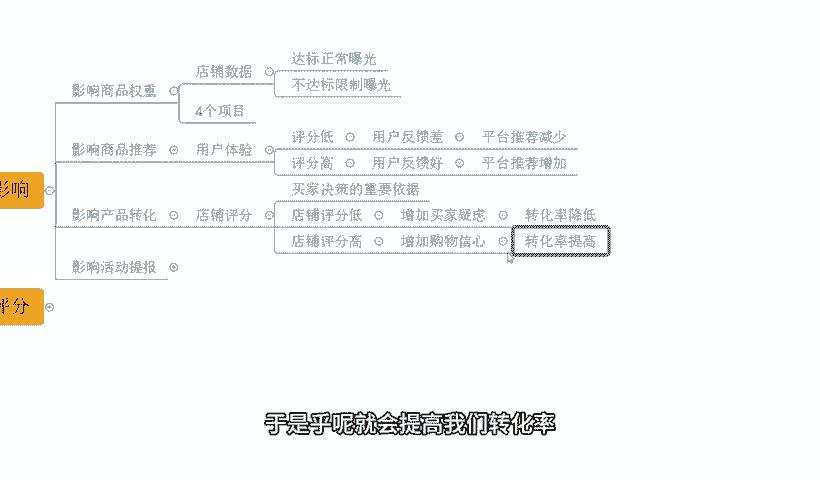 店铺数据
达标正常曝光
不达标限制曝光
影响商品权重
4个项目
影响商品推荐
用户体验
评分低
用户反馈差
平台推荐减少
评分高
用户反馈好
平台推荐增加
影响
影响产品转化
店铺评分
买家决策的重要依据
店铺评分低
增加买家疑虑
转化率降低
店铺评分高
增加购物信心
转化率提高
影响活动提报
评分
于是乎呢就会提高我们转化率